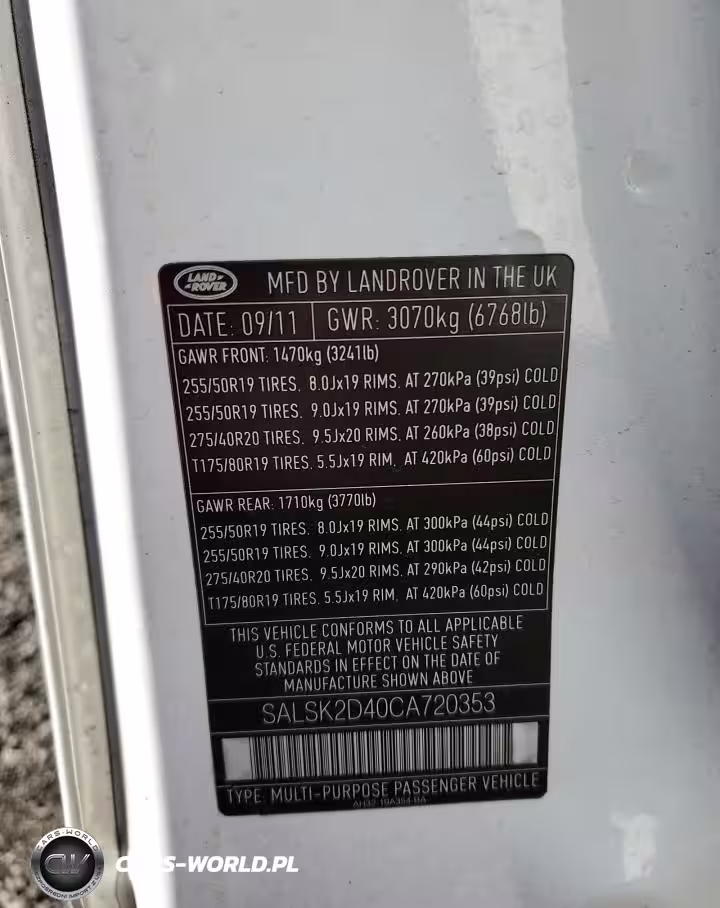 LAND ROVER
MFD BY LANDROVER IN THE UK
DATE: 09/11 GWR: 3070kg (6768lb)
GAWR FRONT: 1470kg (3241lb)
255/50R19 TIRES, 8.0Jx19 RIMS, AT 270kPa (39psi) COLD
255/50R19 TIRES, 9.0Jx19 RIMS, AT 270kPa (39psi) COLD
275/40R20 TIRES, 9.5Jx20 RIMS, AT 260kPa (38psi) COLD
T175/80R19 TIRES, 5.5Jx19 RIM, AT 420kPa (60psi) COLD
GAWR REAR: 1710kg (3770lb)
255/50R19 TIRES, 8.0Jx19 RIMS, AT 300kPa (44psi) COLD
255/50R19 TIRES, 9.0Jx19 RIMS, AT 300kPa (44psi) COLD
275/40R20 TIRES, 9.5Jx20 RIMS, AT 290kPa (42psi) COLD
T175/80R19 TIRES, 5.5Jx19 RIM, AT 420kPa (60psi) COLD
THIS VEHICLE CONFORMS TO ALL APPLICABLE
U.S. FEDERAL MOTOR VEHICLE SAFETY
STANDARDS IN EFFECT ON THE DATE OF
MANUFACTURE SHOWN ABOVE
SALSK2D40CA720353
TYPE: MULTI-PURPOSE PASSENGER VEHICLE
CARS-WORLD
CW
CARS-WORLD.PL